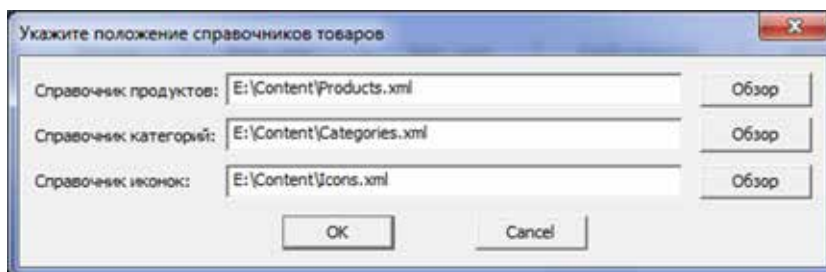 Укажите положение справочников товаров
Справочник продуктов: E:\Content\Products.xml Обзор
Справочник категорий: E:\Content\Categories.xml Обзор
Справочник иконок: E:\Content\Icons.xml Обзор
OK Cancel